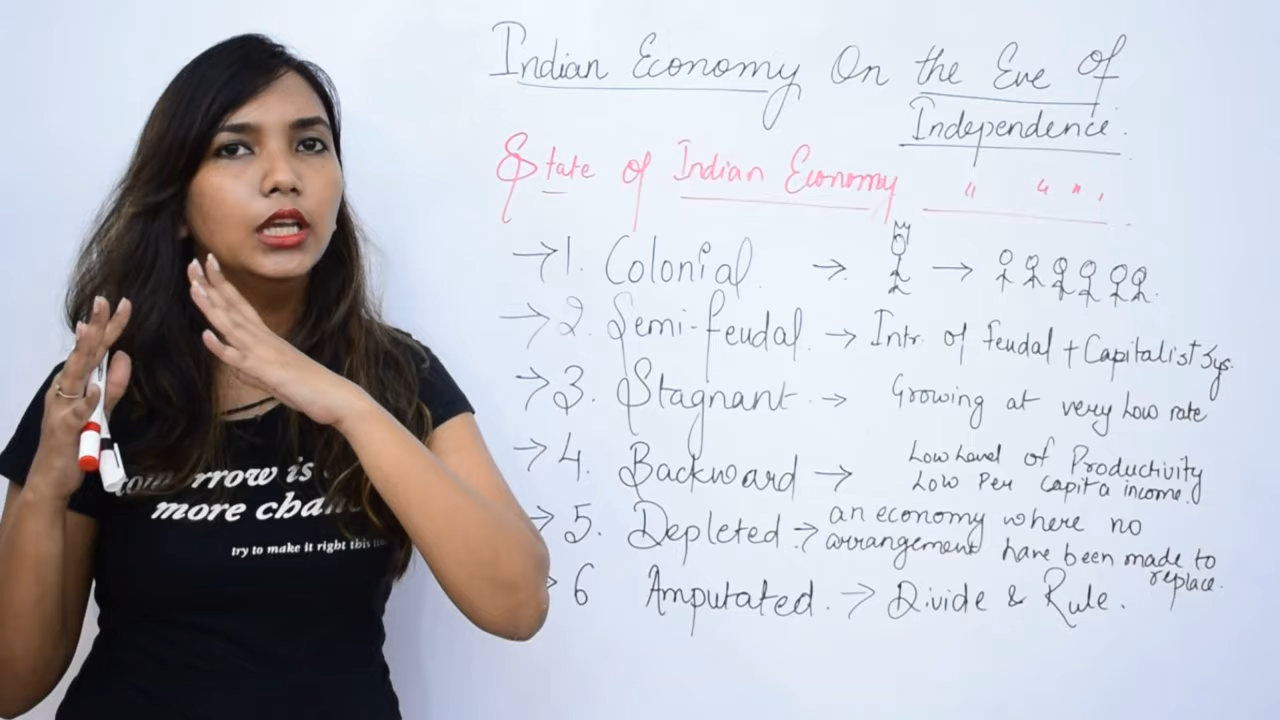 Indian Economy On the Eve of
Independence.
State of Indian Economy " " " "
→ 1. Colonial →. →
→ 2. Semi-feudal. → Intr. of feudal + Capitalist Sys.
→ 3. Stagnant. → Growing at very Low rate
→ 4. Backward → Low Level of Productivity
Low Per capita income.
→ 5. Depleted → an economy where no
arrangement have been made to
replace.
→ 6 Amputated. → Divide & Rule.
rrow is
more chan
try to make it right this